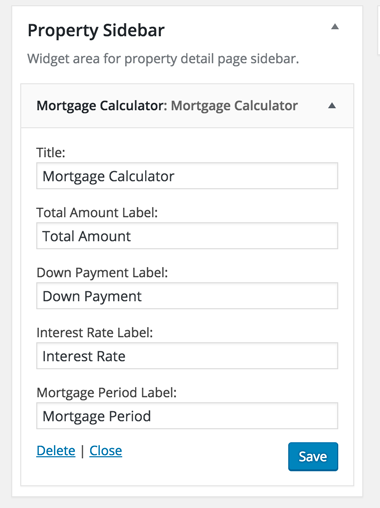 Property Sidebar
Widget area for property detail page sidebar.
Mortgage Calculator: Mortgage Calculator
Title:
Mortgage Calculator
Total Amount Label:
Total Amount
Down Payment Label:
Down Payment
Interest Rate Label:
Interest Rate
Mortgage Period Label:
Mortgage Period
Delete | Close
Save